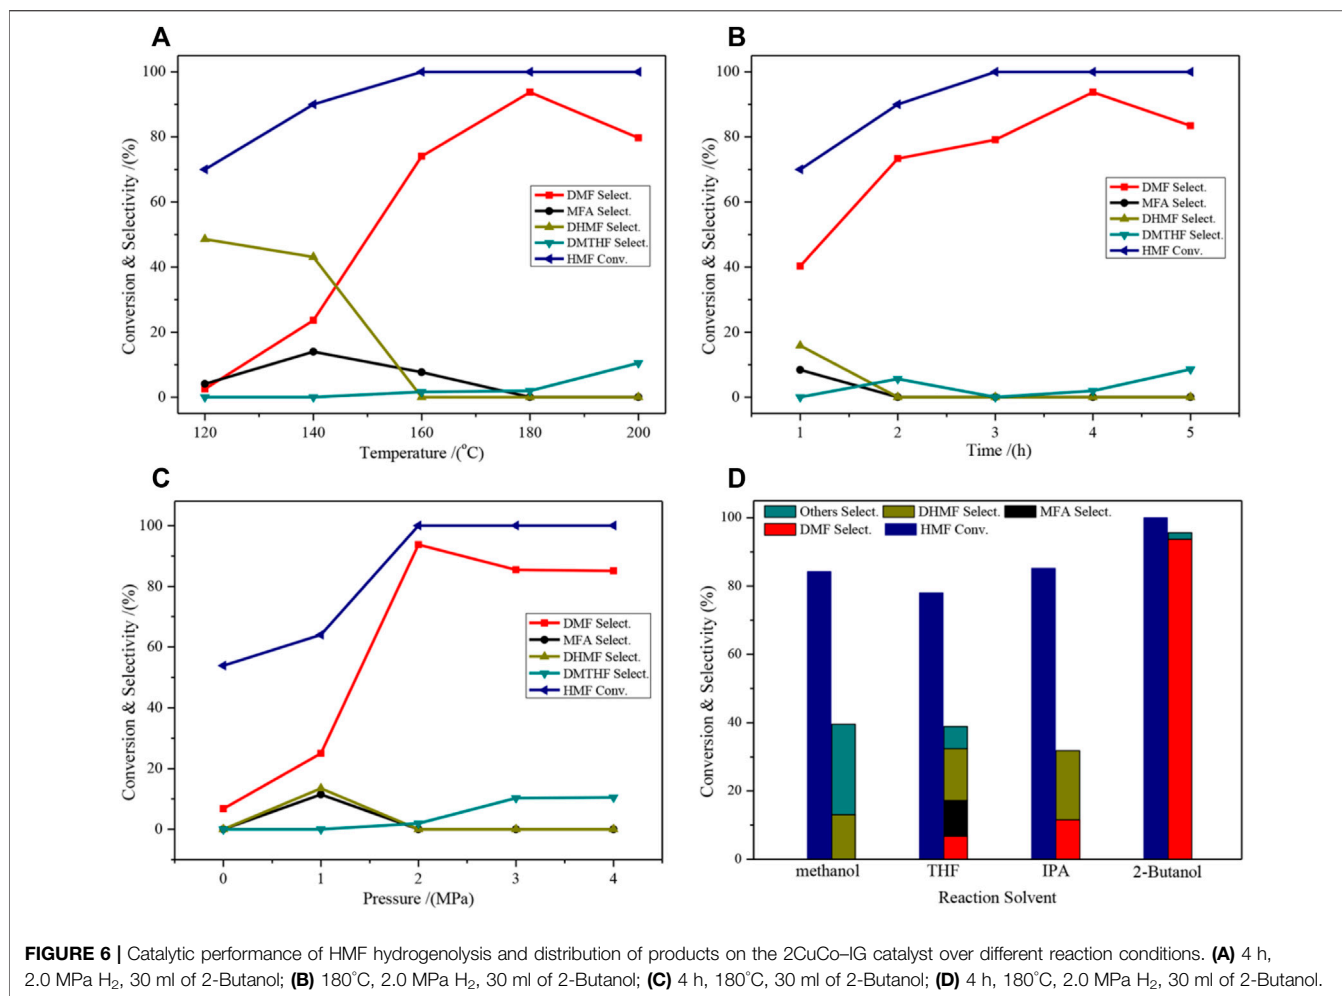 A
100
80
60
40
20
0
Conversion & Selectivity /(%)
DMF Select.
MFA Select.
DHMF Select.
DMTHF Select.
HMF Conv.
120 140 160 180 200
Temperature /(°C)
B
100
80
60
40
20
0
Conversion & Selectivity /(%)
DMF Select.
MFA Select.
DHMF Select.
DMTHF Select.
HMF Conv.
1 2 3 4 5
Time /(h)
C
100
80
60
40
20
0
Conversion & Selectivity /(%)
DMF Select.
MFA Select.
DHMF Select.
DMTHF Select.
HMF Conv.
0 1 2 3 4
Pressure /(MPa)
D
100
80
60
40
20
0
Conversion & Selectivity (%)
Others Select. DHMF Select. MFA Select.
DMF Select. HMF Conv.
methanol THF IPA 2-Butanol
Reaction Solvent
FIGURE 6 | Catalytic performance of HMF hydrogenolysis and distribution of products on the 2CuCo–IG catalyst over different reaction conditions. (A) 4 h,
2.0 MPa H₂, 30 ml of 2-Butanol; (B) 180°C, 2.0 MPa H₂, 30 ml of 2-Butanol; (C) 4 h, 180°C, 30 ml of 2-Butanol; (D) 4 h, 180°C, 2.0 MPa H₂, 30 ml of 2-Butanol.